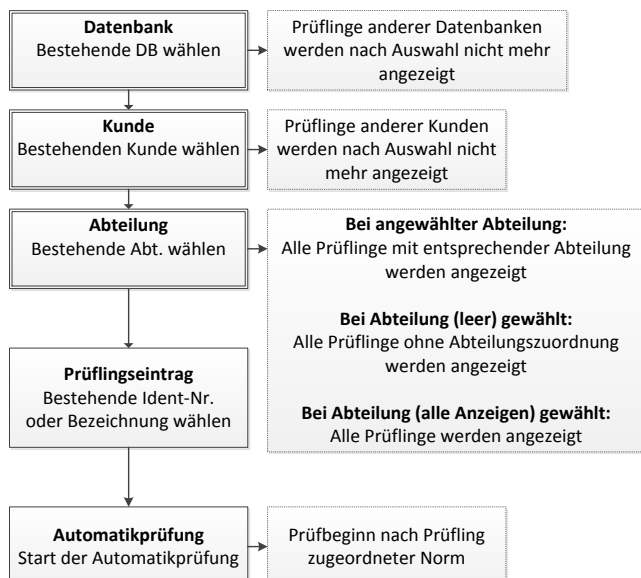 Datenbank
Bestehende DB wählen
Prüflinge anderer Datenbanken
werden nach Auswahl nicht mehr
angezeigt
Kunde
Bestehenden Kunde wählen
Prüflinge anderer Kunden
werden nach Auswahl nicht
mehr angezeigt
Abteilung
Bestehende Abt. wählen
Bei angewählter Abteilung:
Alle Prüflinge mit entsprechender Abteilung
werden angezeigt
Bei Abteilung (leer) gewählt:
Alle Prüflinge ohne Abteilungszuordnung
werden angezeigt
Bei Abteilung (alle Anzeigen) gewählt:
Alle Prüflinge werden angezeigt
Prüflingseintrag
Bestehende Ident-Nr.
oder Bezeichnung wählen
Automatikprüfung
Start der Automatikprüfung
Prüfbeginn nach Prüfling
zugeordneter Norm